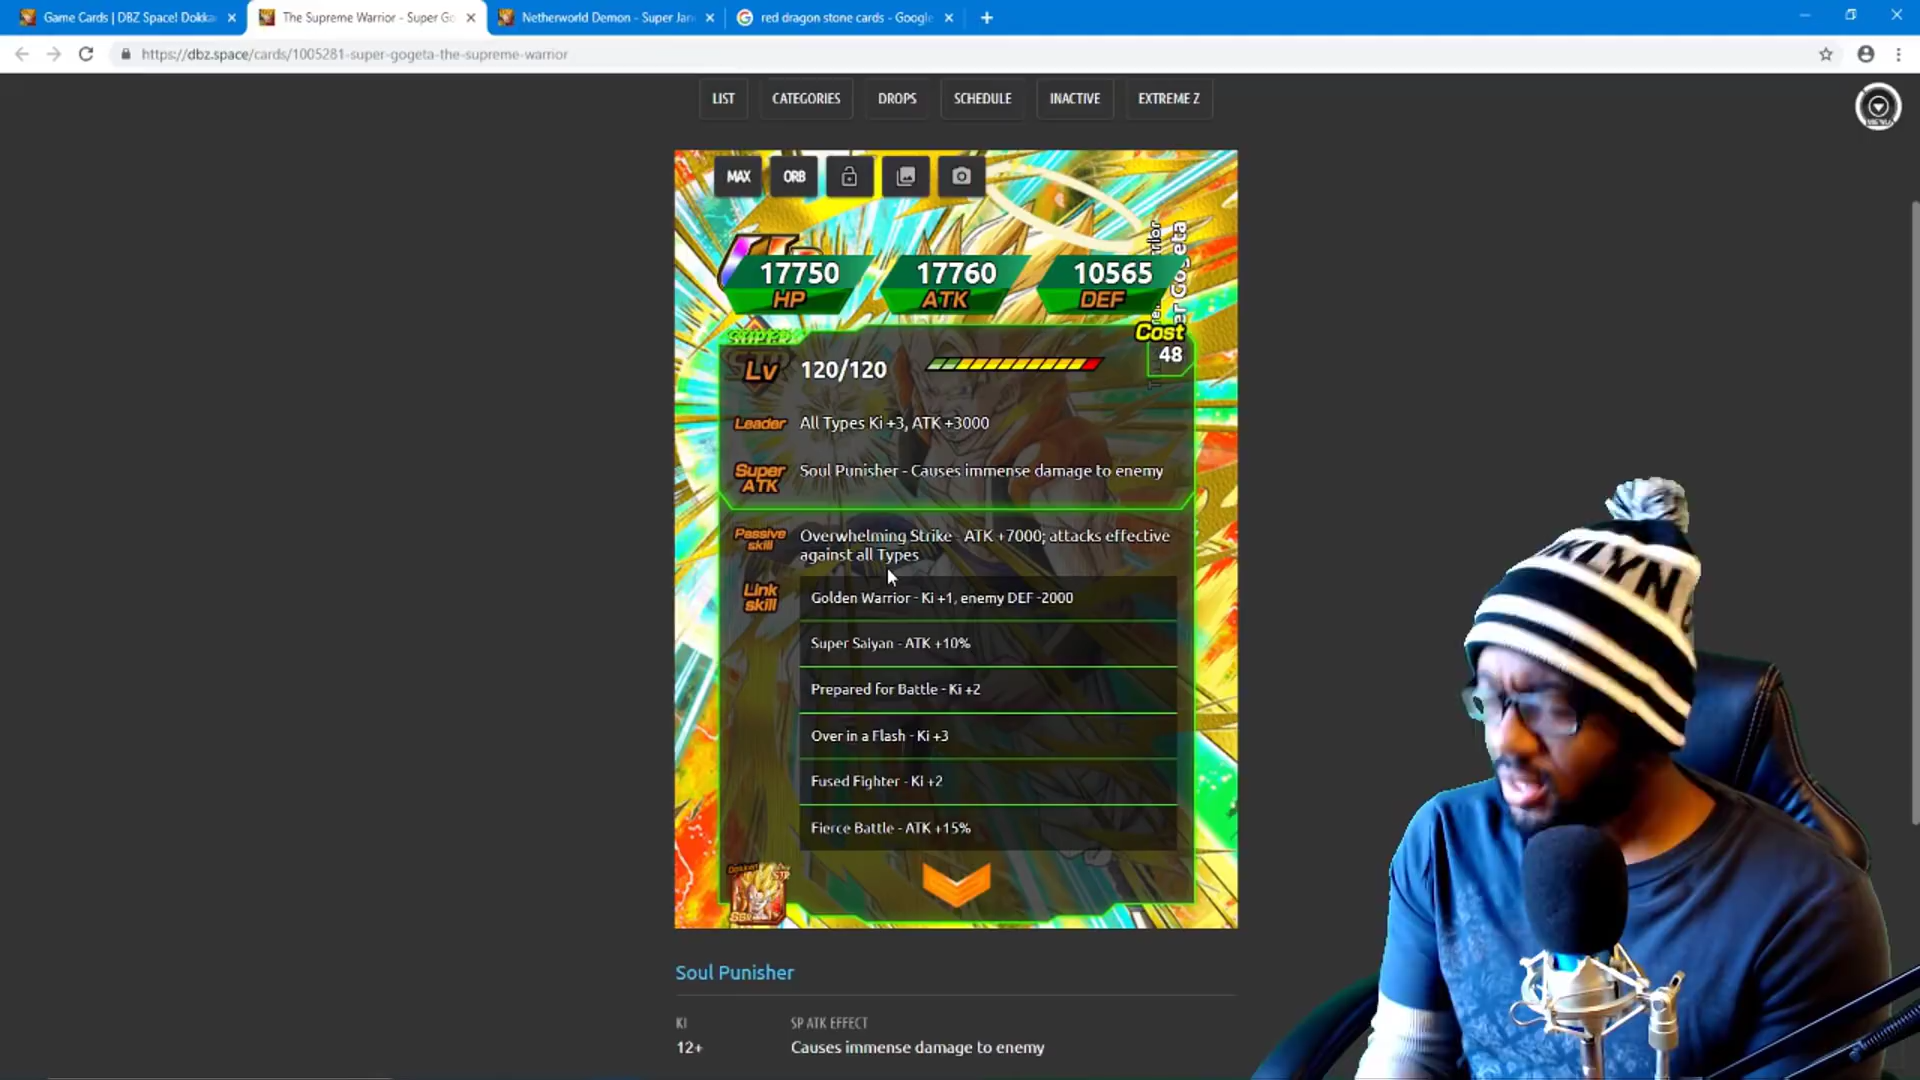 Game Cards | DBZ Space! Dokka
The Supreme Warrior - Super Go
Netherworld Demon - Super Jan
red dragon stone cards - Google
https://dbz.space/cards/1005281-super-gogeta-the-supreme-warrior
LIST
CATEGORIES
DROPS
SCHEDULE
INACTIVE
EXTREME Z
MENU
MAX
ORB
17750
HP
17760
ATK
10565
DEF
Cost
48
SUPER
STR
Lv
120/120
Leader
All Types Ki +3, ATK +3000
Super
ATK
Soul Punisher - Causes immense damage to enemy
Passive
skill
Overwhelming Strike - ATK +7000; attacks effective
against all Types
Link
skill
Golden Warrior - Ki +1, enemy DEF -2000
Super Saiyan - ATK +10%
Prepared for Battle - Ki +2
Over in a Flash - Ki +3
Fused Fighter - Ki +2
Fierce Battle - ATK +15%
Soul Punisher
KI
SP ATK EFFECT
12+
Causes immense damage to enemy